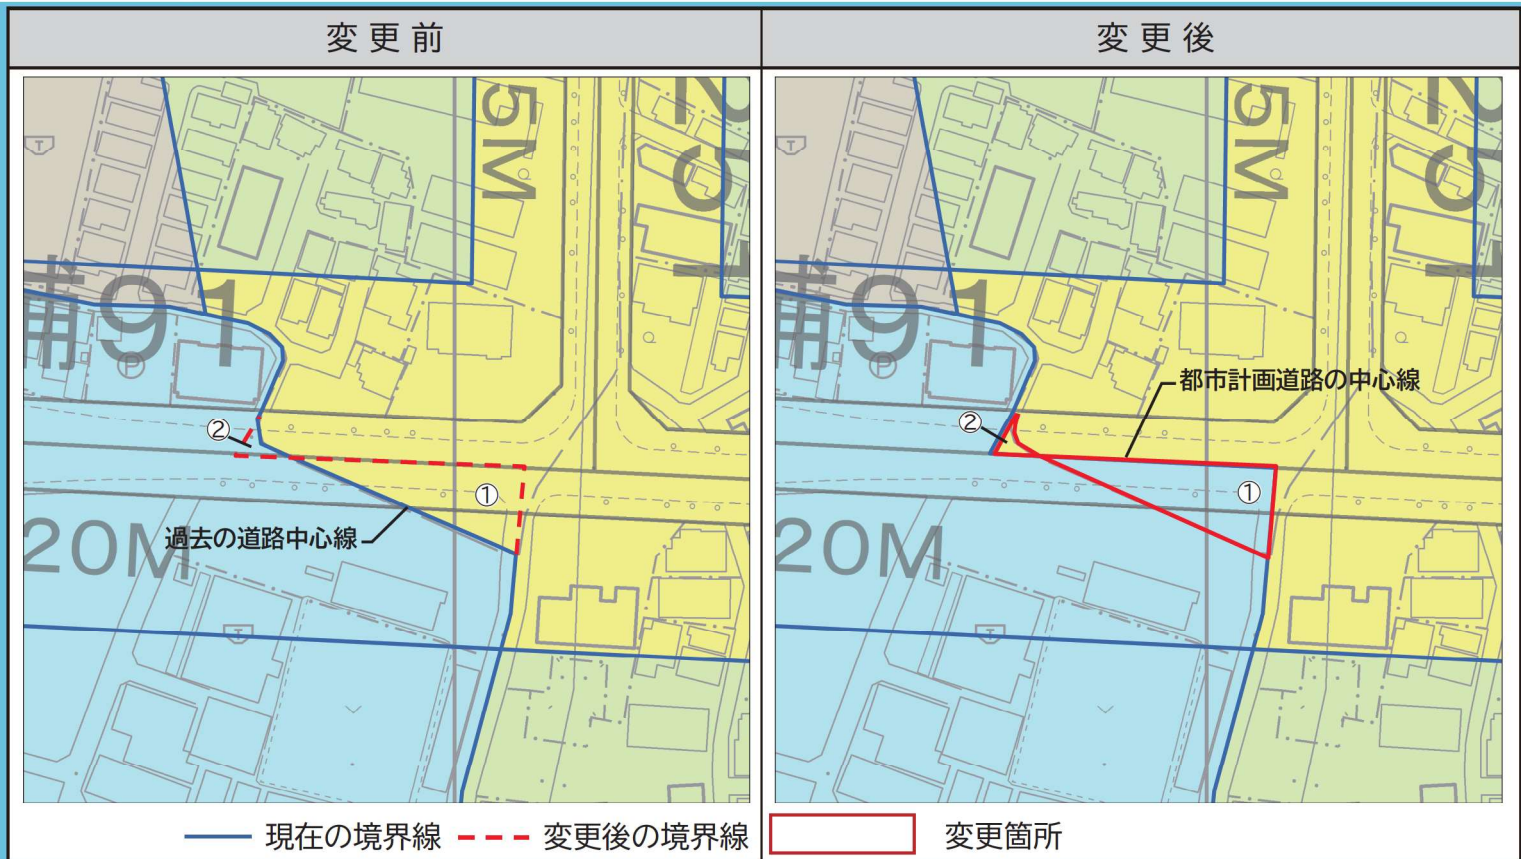 変更前
変更後
5M
浦91
②
①
過去の道路中心線
20M
P
T
T
5M
浦91
都市計画道路の中心線
②
①
20M
P
T
T
現在の境界線
変更後の境界線
変更箇所